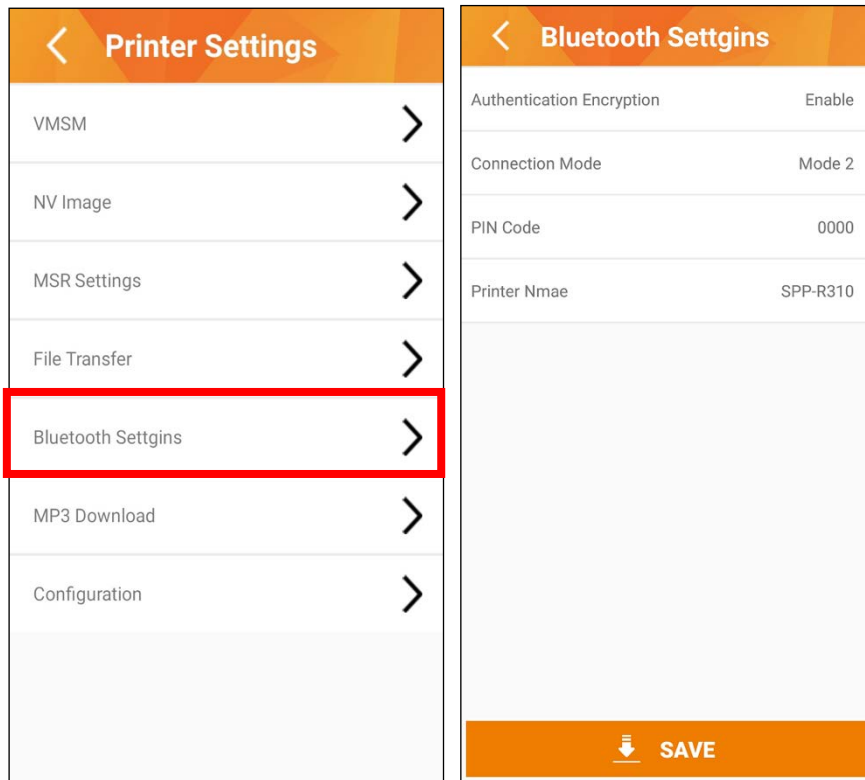 Printer Settings
VMSM
NV Image
MSR Settings
File Transfer
Bluetooth Settgins
MP3 Download
Configuration
Bluetooth Settgins
Authentication Encryption Enable
Connection Mode Mode 2
PIN Code 0000
Printer Nmae SPP-R310
SAVE